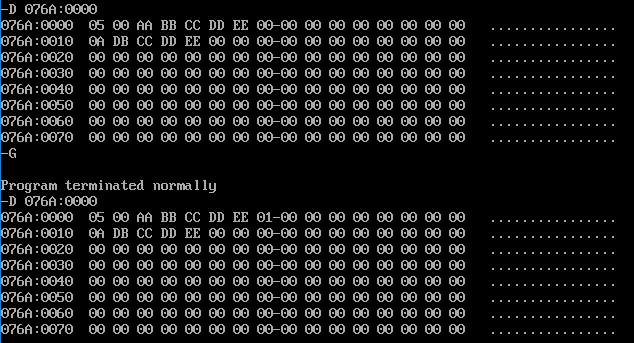 -D 076A:0000
076A:0000 05 00 AA BB CC DD EE 00-00 00 00 00 00 00 00 00 ................
076A:0010 0A DB CC DD EE 00 00 00-00 00 00 00 00 00 00 00 ................
076A:0020 00 00 00 00 00 00 00 00-00 00 00 00 00 00 00 00 ................
076A:0030 00 00 00 00 00 00 00 00-00 00 00 00 00 00 00 00 ................
076A:0040 00 00 00 00 00 00 00 00-00 00 00 00 00 00 00 00 ................
076A:0050 00 00 00 00 00 00 00 00-00 00 00 00 00 00 00 00 ................
076A:0060 00 00 00 00 00 00 00 00-00 00 00 00 00 00 00 00 ................
076A:0070 00 00 00 00 00 00 00 00-00 00 00 00 00 00 00 00 ................
-G
Program terminated normally
-D 076A:0000
076A:0000 05 00 AA BB CC DD EE 01-00 00 00 00 00 00 00 00 ................
076A:0010 0A DB CC DD EE 00 00 00-00 00 00 00 00 00 00 00 ................
076A:0020 00 00 00 00 00 00 00 00-00 00 00 00 00 00 00 00 ................
076A:0030 00 00 00 00 00 00 00 00-00 00 00 00 00 00 00 00 ................
076A:0040 00 00 00 00 00 00 00 00-00 00 00 00 00 00 00 00 ................
076A:0050 00 00 00 00 00 00 00 00-00 00 00 00 00 00 00 00 ................
076A:0060 00 00 00 00 00 00 00 00-00 00 00 00 00 00 00 00 ................
076A:0070 00 00 00 00 00 00 00 00-00 00 00 00 00 00 00 00 ................